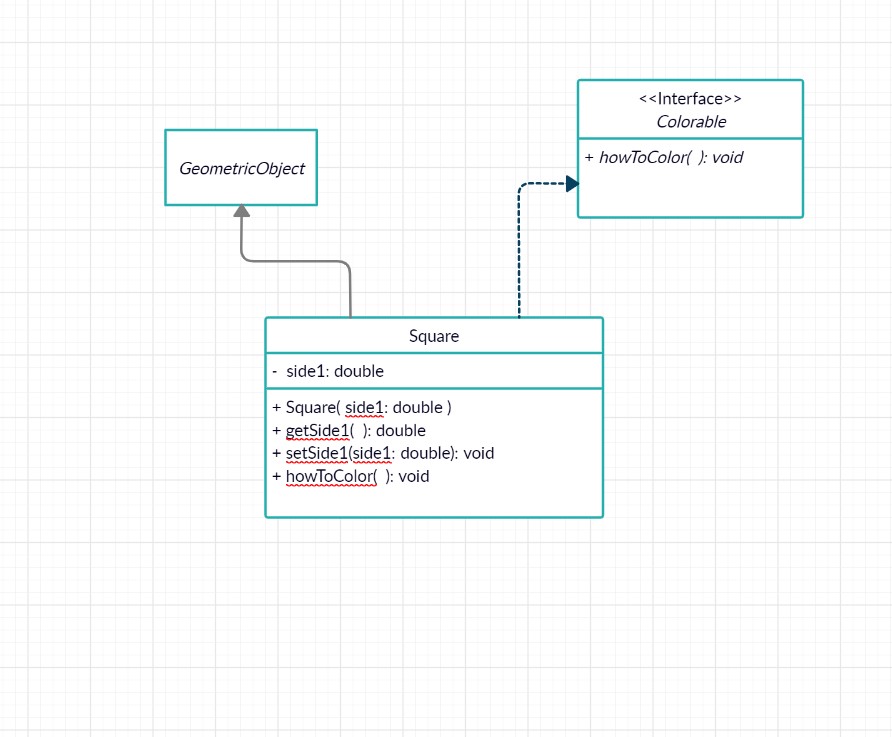 <<Interface>>
Colorable
+ howToColor(  ): void
GeometricObject
Square
-  side1: double
+ Square( side1: double )
+ getSide1(  ): double
+ setSide1(side1: double): void
+ howToColor(  ): void